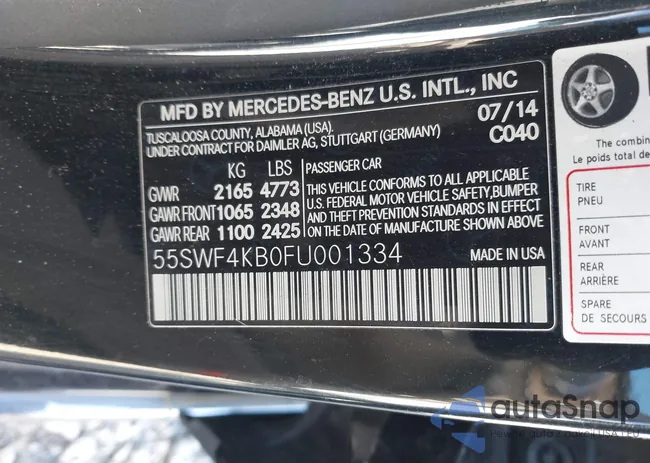 MFD BY MERCEDES-BENZ U.S. INTL., INC
TUSCALOOSA COUNTY, ALABAMA (USA). 07/14
UNDER CONTRACT FOR DAIMLER AG, STUTTGART (GERMANY) C040
KG LBS
GWR 2165 4773
GAWR FRONT 1065 2348
GAWR REAR 1100 2425
PASSENGER CAR
THIS VEHICLE CONFORMS TO ALL APPLICABLE
U.S. FEDERAL MOTOR VEHICLE SAFETY, BUMPER
AND THEFT PREVENTION STANDARDS IN EFFECT
ON THE DATE OF MANUFACTURE SHOWN ABOVE
55SWF4KB0FU001334 MADE IN USA
The combin
Le poids total de
TIRE
PNEU
FRONT
AVANT
REAR
ARRIÈRE
SPARE
DE SECOURS
autaSnap